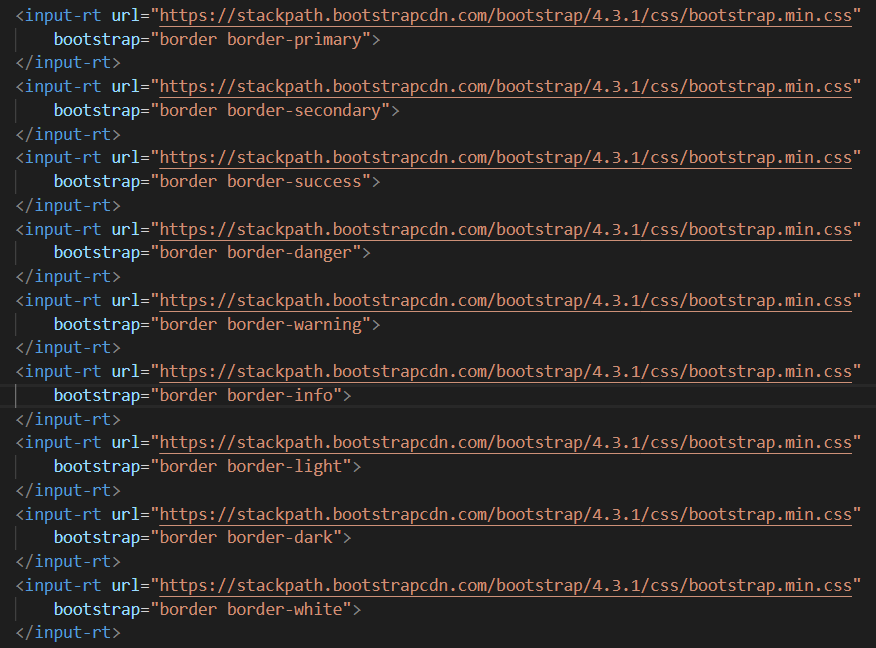 <input-rt url="https://stackpath.bootstrapcdn.com/bootstrap/4.3.1/css/bootstrap.min.css"
    bootstrap="border border-primary">
</input-rt>
<input-rt url="https://stackpath.bootstrapcdn.com/bootstrap/4.3.1/css/bootstrap.min.css"
    bootstrap="border border-secondary">
</input-rt>
<input-rt url="https://stackpath.bootstrapcdn.com/bootstrap/4.3.1/css/bootstrap.min.css"
    bootstrap="border border-success">
</input-rt>
<input-rt url="https://stackpath.bootstrapcdn.com/bootstrap/4.3.1/css/bootstrap.min.css"
    bootstrap="border border-danger">
</input-rt>
<input-rt url="https://stackpath.bootstrapcdn.com/bootstrap/4.3.1/css/bootstrap.min.css"
    bootstrap="border border-warning">
</input-rt>
<input-rt url="https://stackpath.bootstrapcdn.com/bootstrap/4.3.1/css/bootstrap.min.css"
    bootstrap="border border-info">
</input-rt>
<input-rt url="https://stackpath.bootstrapcdn.com/bootstrap/4.3.1/css/bootstrap.min.css"
    bootstrap="border border-light">
</input-rt>
<input-rt url="https://stackpath.bootstrapcdn.com/bootstrap/4.3.1/css/bootstrap.min.css"
    bootstrap="border border-dark">
</input-rt>
<input-rt url="https://stackpath.bootstrapcdn.com/bootstrap/4.3.1/css/bootstrap.min.css"
    bootstrap="border border-white">
</input-rt>